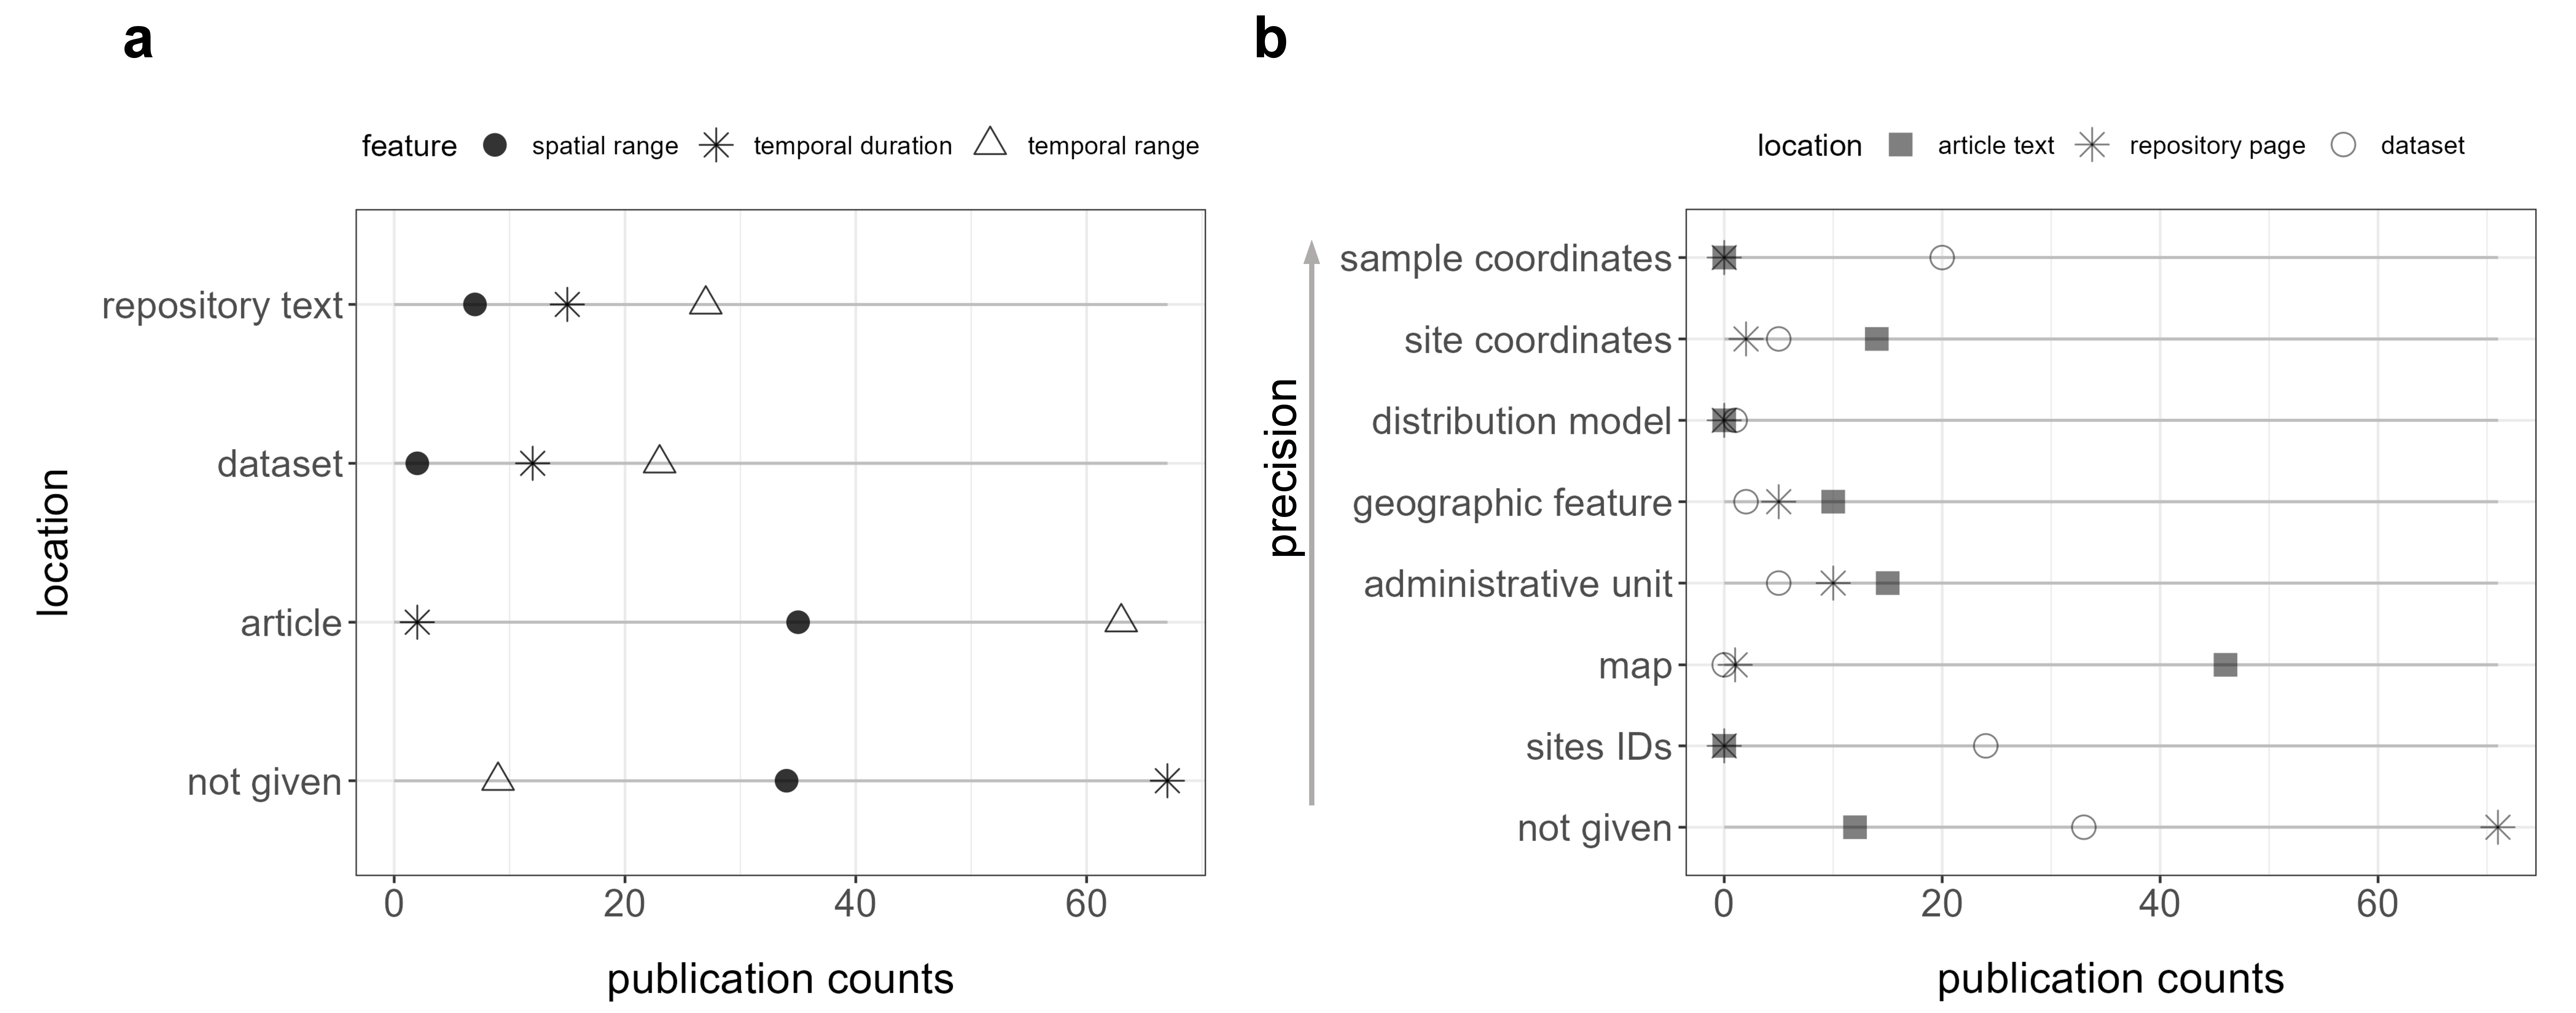 a
feature spatial range temporal duration temporal range
location
repository text
dataset
article
not given
0 20 40 60
publication counts
b
location article text repository page dataset
precision
sample coordinates
site coordinates
distribution model
geographic feature
administrative unit
map
sites IDs
not given
0 20 40 60
publication counts